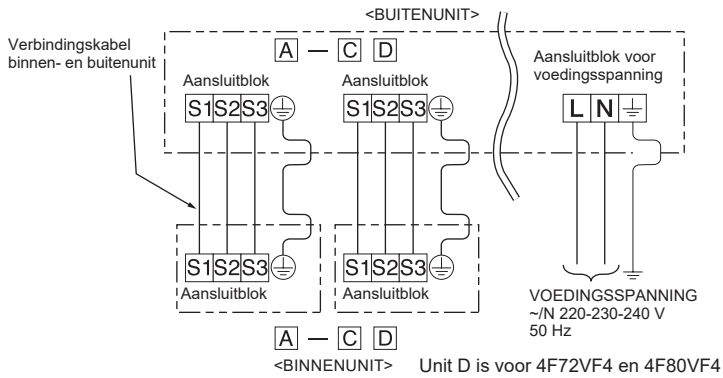 <BUITENUNIT>
Verbindingskabel
binnen- en buitenunit
A — C D
Aansluitblok
Aansluitblok
Aansluitblok voor
voedingsspanning
S1 S2 S3
S1 S2 S3
L N
S1 S2 S3
S1 S2 S3
Aansluitblok
Aansluitblok
VOEDINGSSPANNING
~/N 220-230-240 V
50 Hz
A — C D
<BINNENUNIT>
Unit D is voor 4F72VF4 en 4F80VF4